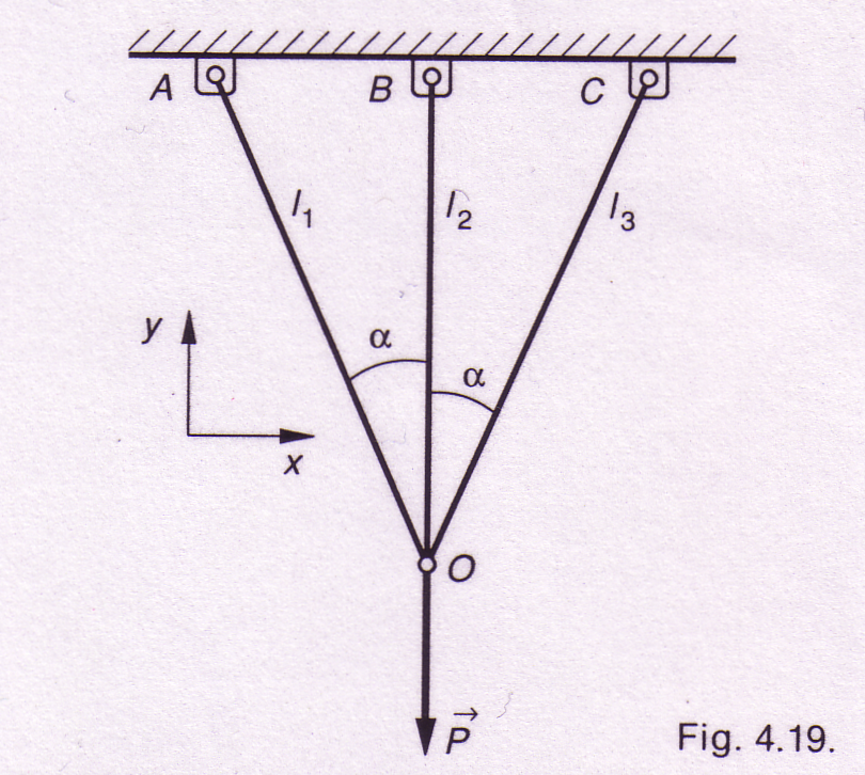 A B C
l₁ l₂ l₃
α
α
y
x
O
P⃗
Fig. 4.19.